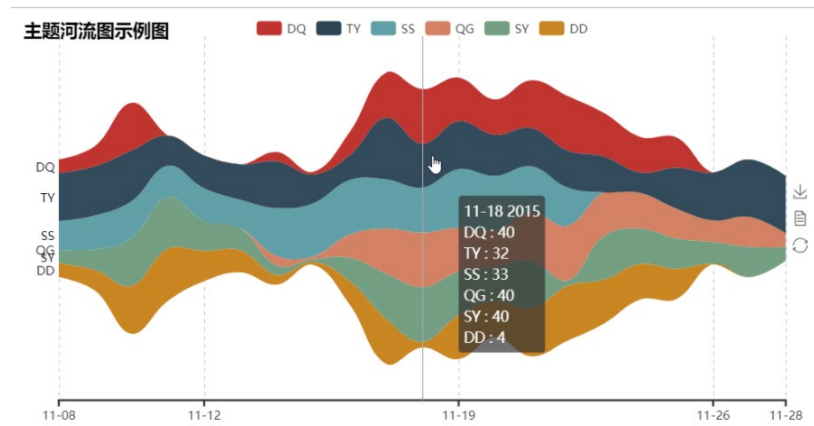 主题河流图示例图
DQ TY SS QG SY DD
DQ
TY
SS
QG
SY
DD
11-18 2015
DQ : 40
TY : 32
SS : 33
QG : 40
SY : 40
DD : 4
11-08 11-12 11-19 11-26 11-28